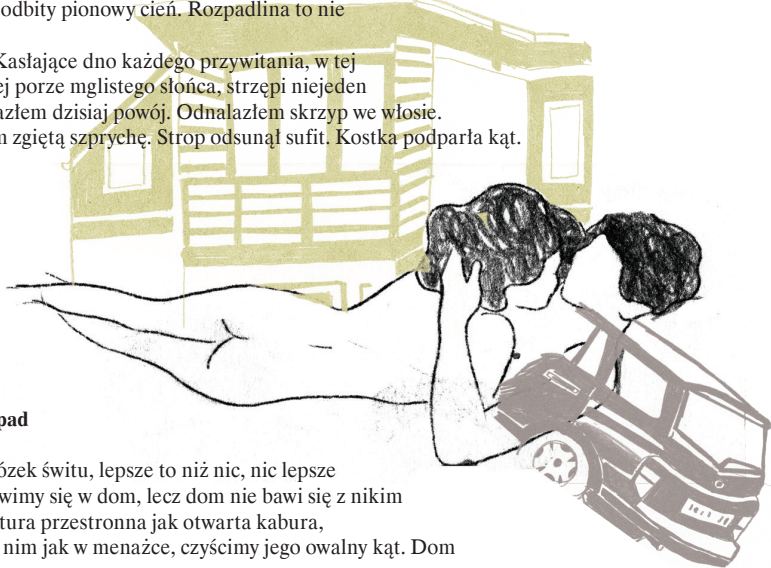 odbity pionowy cień. Rozpadlina to nie
Kasłające dno każdego przywitania, w tej
ej porze mglistego słońca, strzępi niejeden
azłem dzisiaj powój. Odnalazłem skrzyp we włosie.
m zgiętą szprychę. Strop odsunął sufit. Kostka podparła kąt.
pad
ózek świtu, lepsze to niż nic, nic lepsze
wimy się w dom, lecz dom nie bawi się z nikim
tura przestronna jak otwarta kabura,
nim jak w menażce, czyścimy jego owalny kąt. Dom